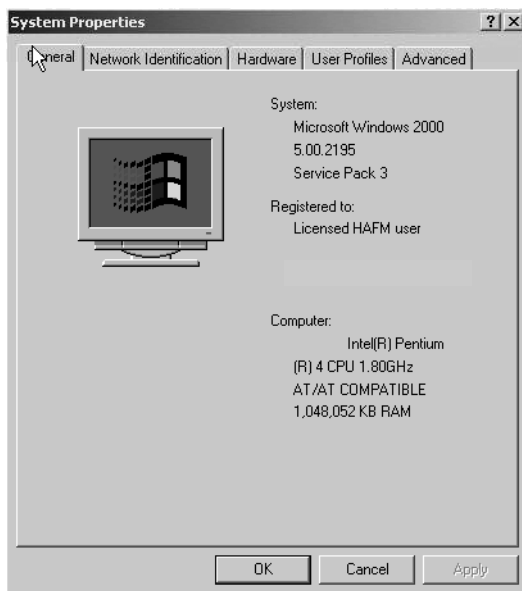 System Properties
? X
General Network Identification Hardware User Profiles Advanced
System:
Microsoft Windows 2000
5.00.2195
Service Pack 3
Registered to:
Licensed HAFM user
Computer:
Intel(R) Pentium
(R) 4 CPU 1.80GHz
AT/AT COMPATIBLE
1,048,052 KB RAM
OK Cancel Apply